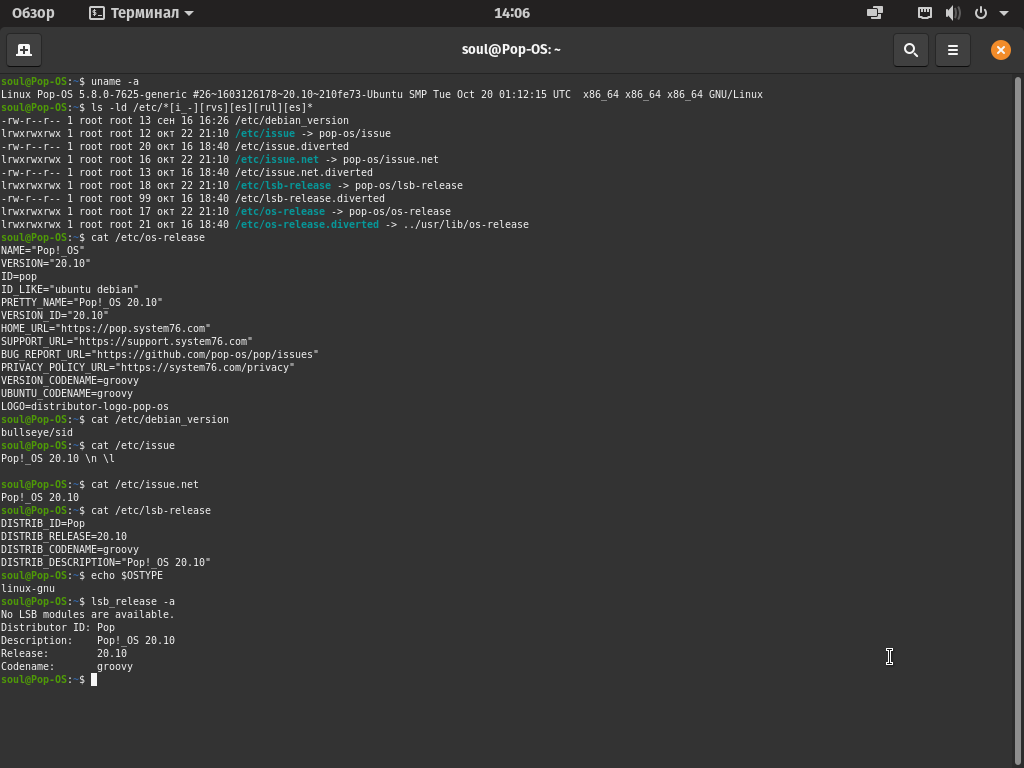 Обзор Терминал 14:06
soul@Pop-OS: ~
soul@Pop-OS:~$ uname -a
Linux Pop-OS 5.8.0-7625-generic #26~1603126178~20.10~210fe73-Ubuntu SMP Tue Oct 20 01:12:15 UTC  x86_64 x86_64 x86_64 GNU/Linux
soul@Pop-OS:~$ ls -ld /etc/*[i_-][rvs][es][rul][es]*
-rw-r--r-- 1 root root 13 сен 16 16:26 /etc/debian_version
lrwxrwxrwx 1 root root 12 окт 22 21:10 /etc/issue -> pop-os/issue
-rw-r--r-- 1 root root 20 окт 16 18:40 /etc/issue.diverted
lrwxrwxrwx 1 root root 16 окт 22 21:10 /etc/issue.net -> pop-os/issue.net
-rw-r--r-- 1 root root 13 окт 16 18:40 /etc/issue.net.diverted
lrwxrwxrwx 1 root root 18 окт 22 21:10 /etc/lsb-release -> pop-os/lsb-release
-rw-r--r-- 1 root root 99 окт 16 18:40 /etc/lsb-release.diverted
lrwxrwxrwx 1 root root 17 окт 22 21:10 /etc/os-release -> pop-os/os-release
lrwxrwxrwx 1 root root 21 окт 16 18:40 /etc/os-release.diverted -> ../usr/lib/os-release
soul@Pop-OS:~$ cat /etc/os-release
NAME="Pop!_OS"
VERSION="20.10"
ID=pop
ID_LIKE="ubuntu debian"
PRETTY_NAME="Pop!_OS 20.10"
VERSION_ID="20.10"
HOME_URL="https://pop.system76.com"
SUPPORT_URL="https://support.system76.com"
BUG_REPORT_URL="https://github.com/pop-os/pop/issues"
PRIVACY_POLICY_URL="https://system76.com/privacy"
VERSION_CODENAME=groovy
UBUNTU_CODENAME=groovy
LOGO=distributor-logo-pop-os
soul@Pop-OS:~$ cat /etc/debian_version
bullseye/sid
soul@Pop-OS:~$ cat /etc/issue
Pop!_OS 20.10 \n \l
soul@Pop-OS:~$ cat /etc/issue.net
Pop!_OS 20.10
soul@Pop-OS:~$ cat /etc/lsb-release
DISTRIB_ID=Pop
DISTRIB_RELEASE=20.10
DISTRIB_CODENAME=groovy
DISTRIB_DESCRIPTION="Pop!_OS 20.10"
soul@Pop-OS:~$ echo $OSTYPE
linux-gnu
soul@Pop-OS:~$ lsb_release -a
No LSB modules are available.
Distributor ID: Pop
Description:    Pop!_OS 20.10
Release:        20.10
Codename:       groovy
soul@Pop-OS:~$